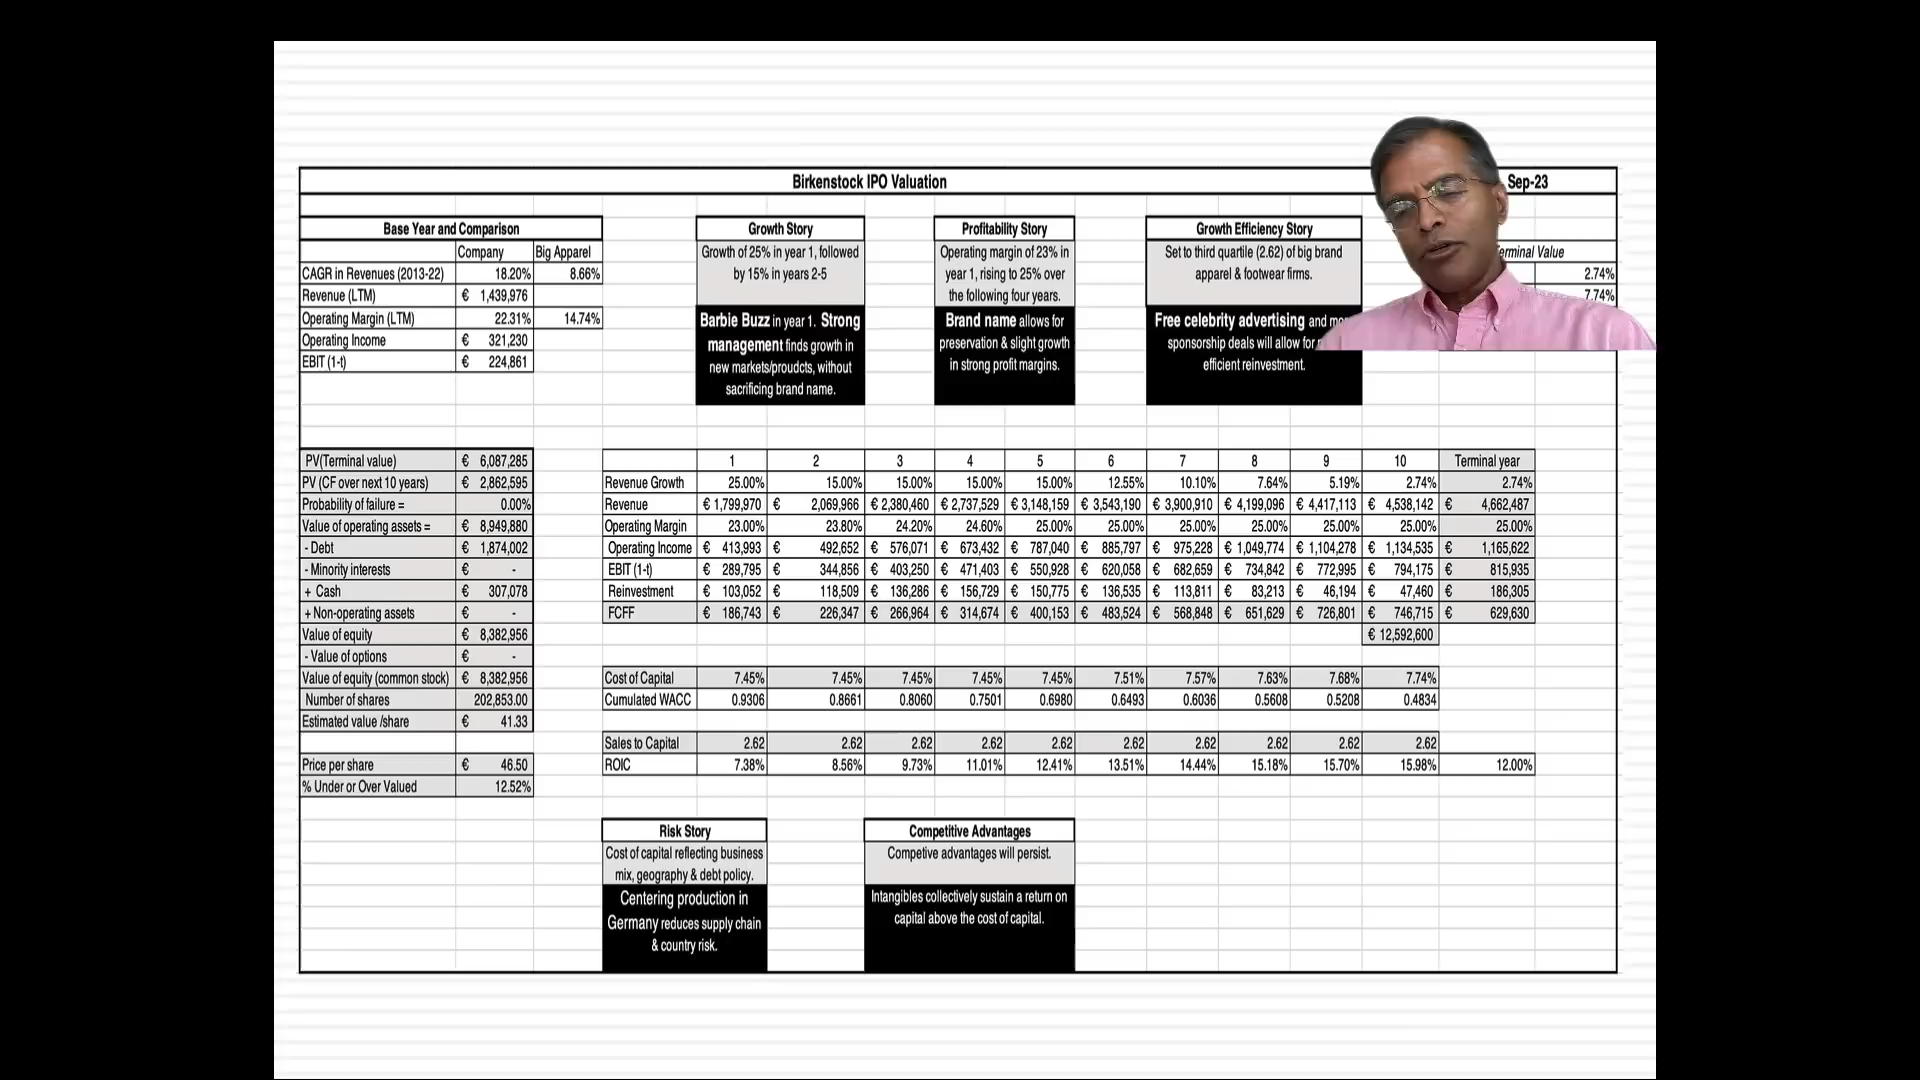 Birkenstock IPO Valuation Sep-23
Base Year and Comparison
Company Big Apparel
CAGR in Revenues (2013-22) 18.20% 8.66%
Revenue (LTM) € 1,439,976
Operating Margin (LTM) 22.31% 14.74%
Operating Income € 321,230
EBIT (1-t) € 224,861
Growth Story
Growth of 25% in year 1, followed
by 15% in years 2-5
Barbie Buzz in year 1. Strong
management finds growth in
new markets/proudcts, without
sacrificing brand name.
Profitability Story
Operating margin of 23% in
year 1, rising to 25% over
the following four years.
Brand name allows for
preservation & slight growth
in strong profit margins.
Growth Efficiency Story
Set to third quartile (2.62) of big brand
apparel & footwear firms.
Free celebrity advertising and
sponsorship deals will allow for
efficient reinvestment.
Value
2.74%
7.74%
PV(Terminal value) € 6,087,285
PV (CF over next 10 years) € 2,862,595
Probability of failure = 0.00%
Value of operating assets = € 8,949,880
- Debt € 1,874,002
- Minority interests € -
+ Cash € 307,078
+ Non-operating assets € -
Value of equity € 8,382,956
- Value of options € -
Value of equity (common stock) € 8,382,956
Number of shares 202,853.00
Estimated value /share € 41.33
Price per share € 46.50
% Under or Over Valued 12.52%
1 2 3 4 5 6 7 8 9 10 Terminal year
Revenue Growth 25.00% 15.00% 15.00% 15.00% 15.00% 12.55% 10.10% 7.64% 5.19% 2.74% 2.74%
Revenue € 1,799,970 € 2,069,966 € 2,380,460 € 2,737,529 € 3,148,159 € 3,543,190 € 3,900,910 € 4,199,096 € 4,417,113 € 4,538,142 € 4,662,487
Operating Margin 23.00% 23.80% 24.20% 24.60% 25.00% 25.00% 25.00% 25.00% 25.00% 25.00% 25.00%
Operating Income € 413,993 € 492,652 € 576,071 € 673,432 € 787,040 € 885,797 € 975,228 € 1,049,774 € 1,104,278 € 1,134,535 € 1,165,622
EBIT (1-t) € 289,795 € 344,856 € 403,250 € 471,403 € 550,928 € 620,058 € 682,659 € 734,842 € 772,995 € 794,175 € 815,935
Reinvestment € 103,052 € 118,509 € 136,286 € 156,729 € 150,775 € 136,535 € 113,811 € 83,213 € 46,194 € 47,460 € 186,305
FCFF € 186,743 € 226,347 € 266,964 € 314,674 € 400,153 € 483,524 € 568,848 € 651,629 € 726,801 € 746,715 € 629,630
€ 12,592,600
Cost of Capital 7.45% 7.45% 7.45% 7.45% 7.45% 7.51% 7.57% 7.63% 7.68% 7.74%
Cumulated WACC 0.9306 0.8661 0.8060 0.7501 0.6980 0.6493 0.6036 0.5608 0.5208 0.4834
Sales to Capital 2.62 2.62 2.62 2.62 2.62 2.62 2.62 2.62 2.62 2.62
ROIC 7.38% 8.56% 9.73% 11.01% 12.41% 13.51% 14.44% 15.18% 15.70% 15.98% 12.00%
Risk Story
Cost of capital reflecting business
mix, geography & debt policy.
Centering production in
Germany reduces supply chain
& country risk.
Competitive Advantages
Competive advantages will persist.
Intangibles collectively sustain a return on
capital above the cost of capital.